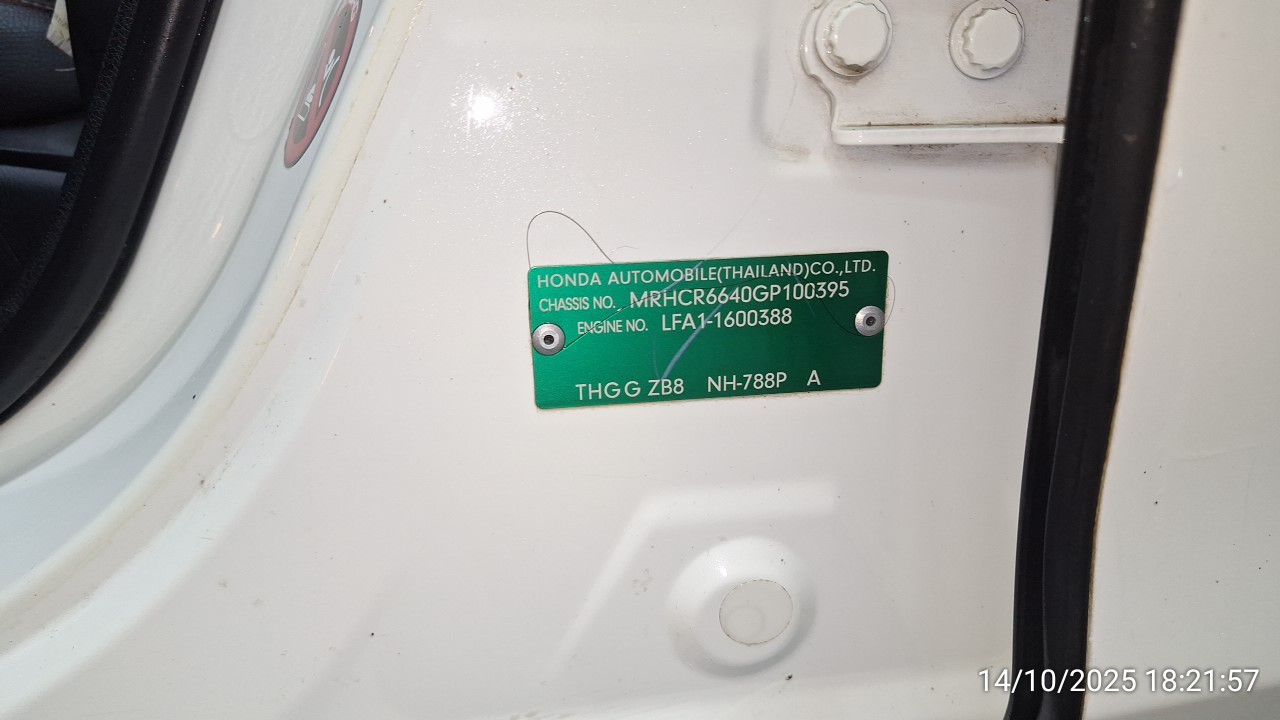 HONDA AUTOMOBILE(THAILAND)CO.,LTD.
CHASSIS NO. MRHCR6640GP100395
ENGINE NO. LFA1-1600388
THGG ZB8 NH-788P A
14/10/2025 18:21:57